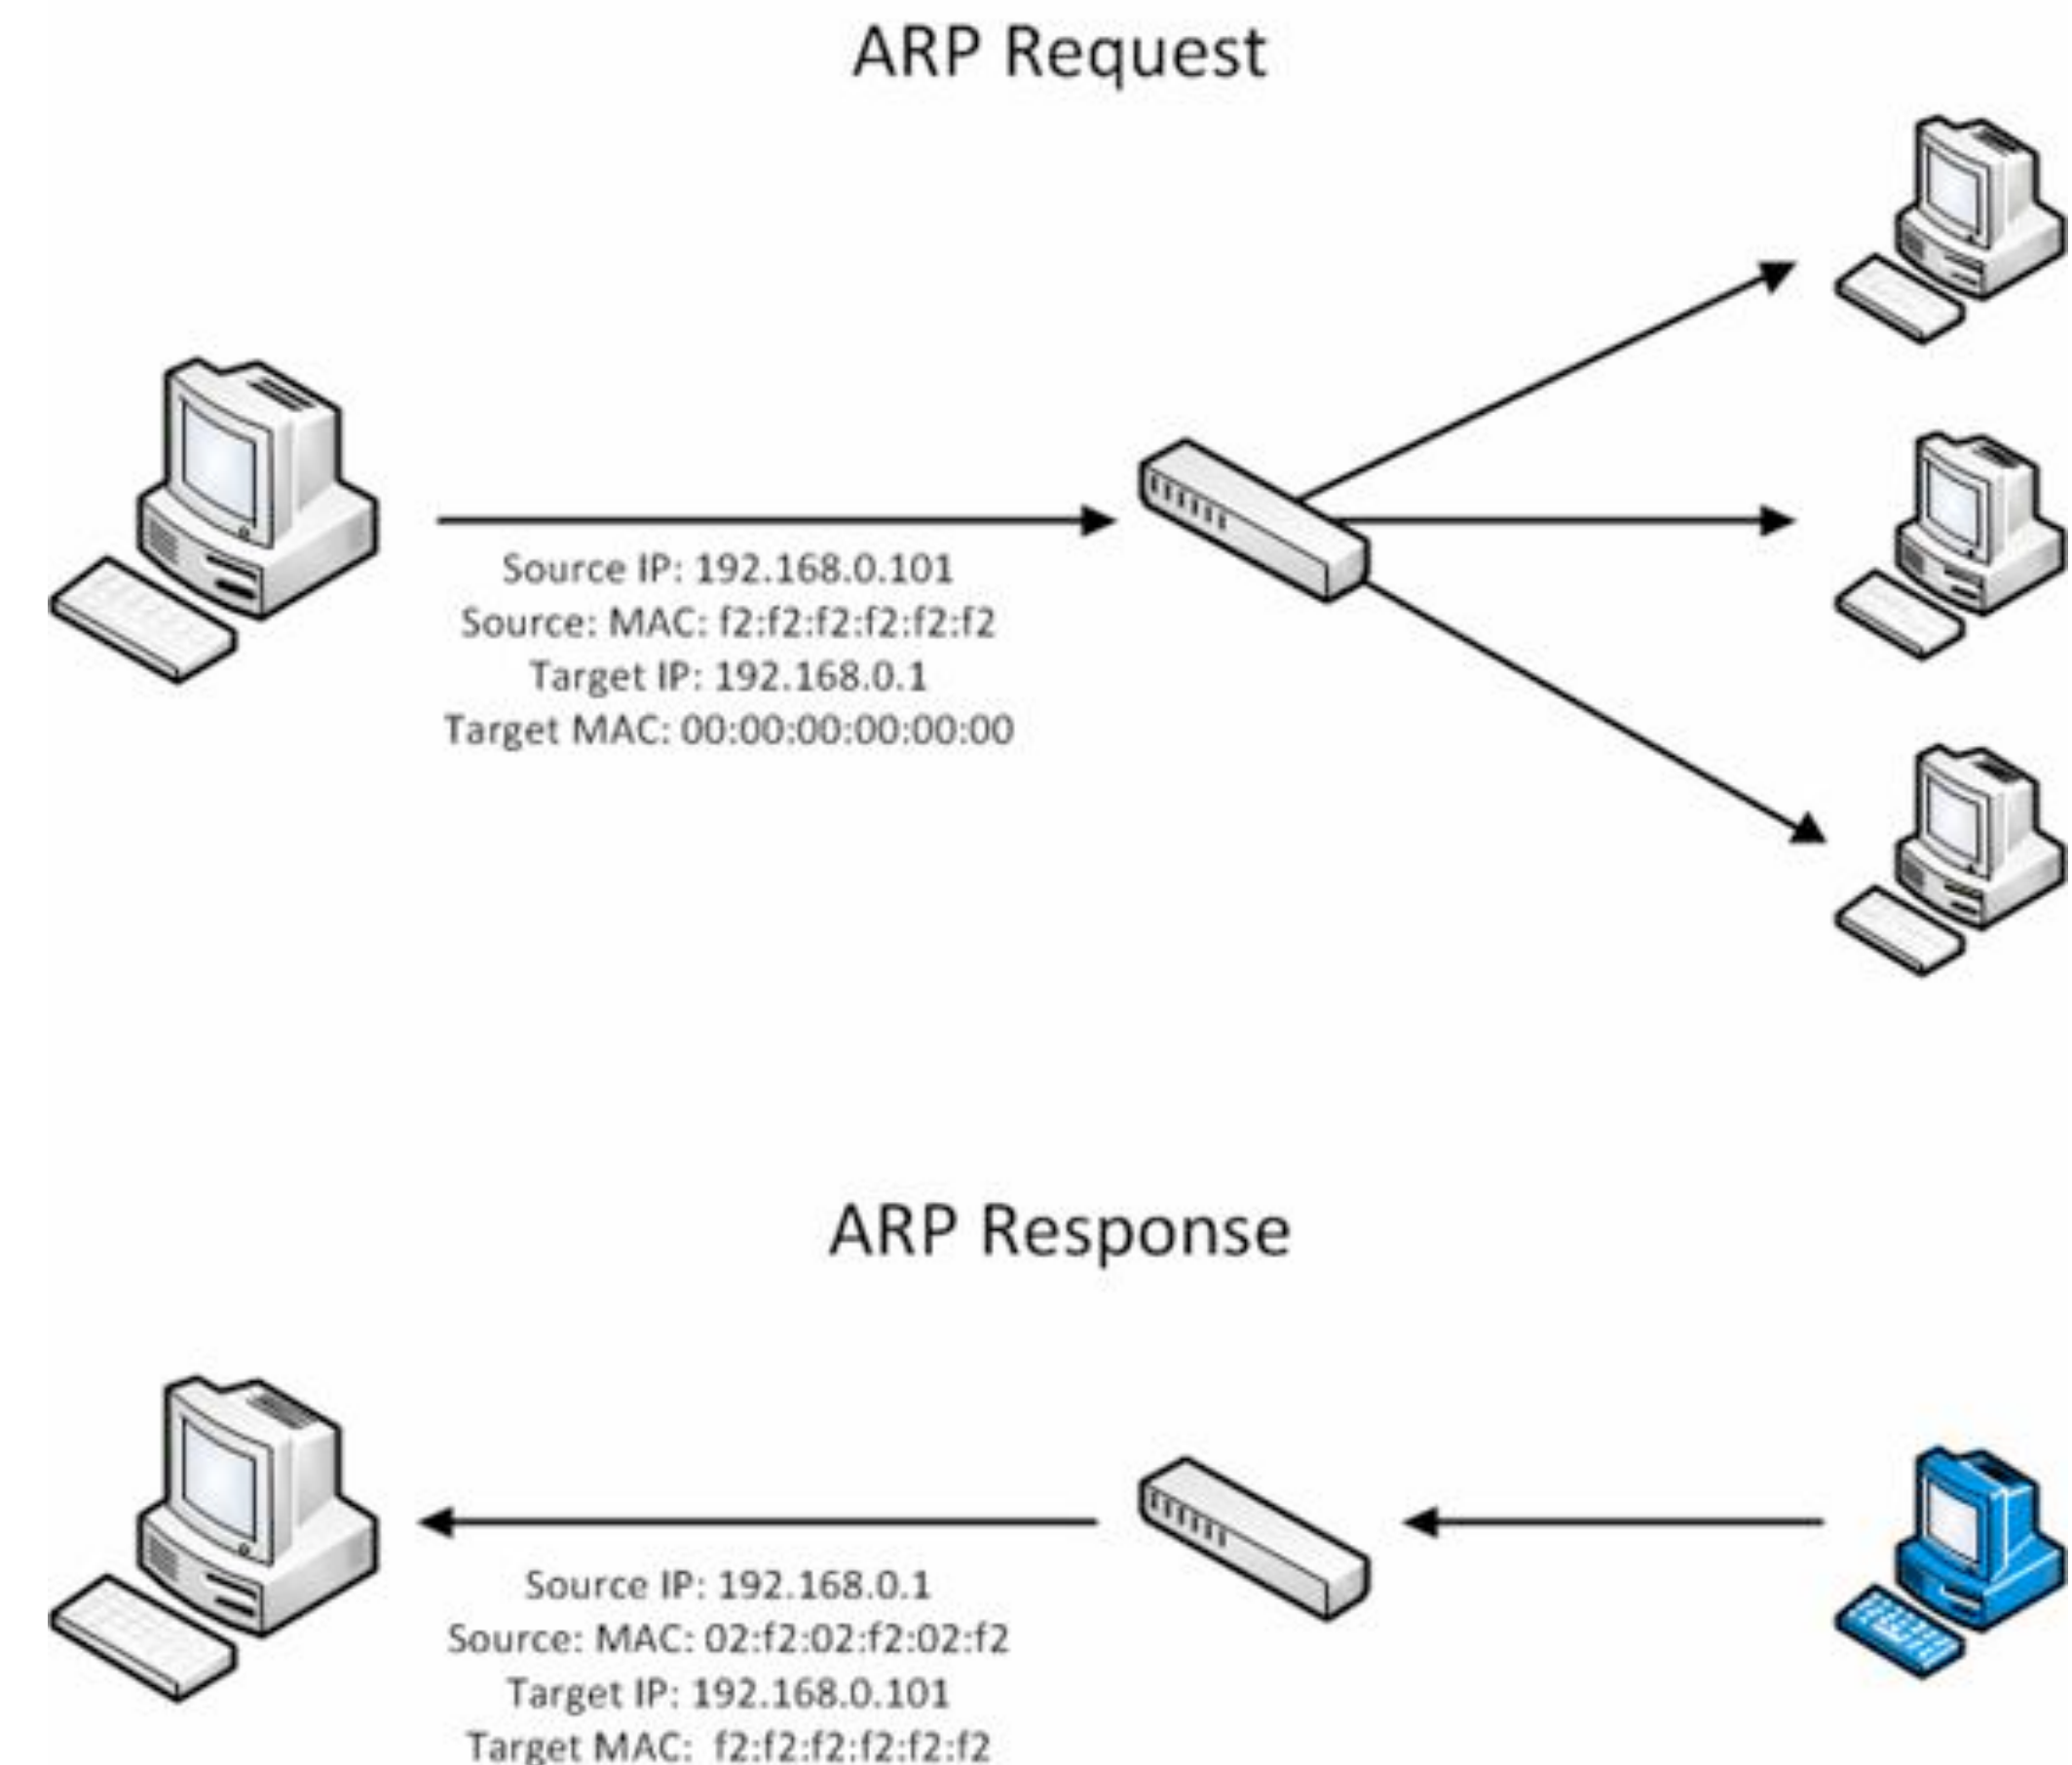 ARP Request
Source IP: 192.168.0.101
Source: MAC: f2:f2:f2:f2:f2:f2
Target IP: 192.168.0.1
Target MAC: 00:00:00:00:00:00
ARP Response
Source IP: 192.168.0.1
Source: MAC: 02:f2:02:f2:02:f2
Target IP: 192.168.0.101
Target MAC: f2:f2:f2:f2:f2:f2